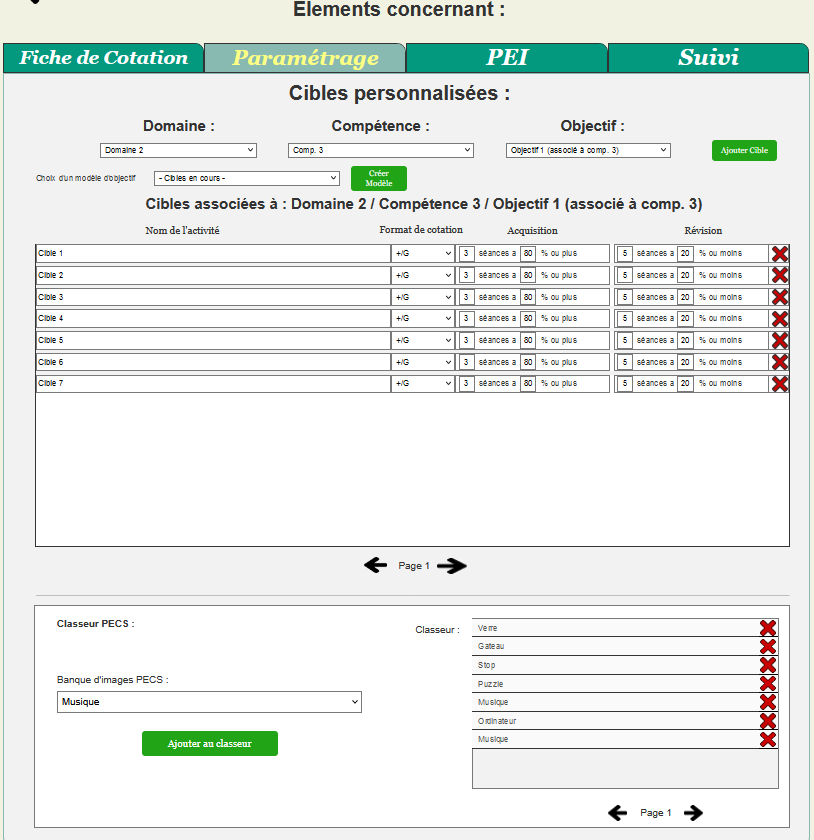 Elements concernant :
Fiche de Cotation Paramétrage PEI Suivi
Cibles personnalisées :
Domaine : Compétence : Objectif :
Domaine 2 Comp. 3 Objectif 1 (associé à comp. 3) Ajouter Cible
Choix d'un modèle d'objectif - Cibles en cours - Créer Modèle
Cibles associées à : Domaine 2 / Compétence 3 / Objectif 1 (associé à comp. 3)
Nom de l'activité Format de cotation Acquisition Révision
Cible 1 +/G 3 séances a 80 % ou plus 5 séances a 20 % ou moins
Cible 2 +/G 3 séances a 80 % ou plus 5 séances a 20 % ou moins
Cible 3 +/G 3 séances a 80 % ou plus 5 séances a 20 % ou moins
Cible 4 +/G 3 séances a 80 % ou plus 5 séances a 20 % ou moins
Cible 5 +/G 3 séances a 80 % ou plus 5 séances a 20 % ou moins
Cible 6 +/G 3 séances a 80 % ou plus 5 séances a 20 % ou moins
Cible 7 +/G 3 séances a 80 % ou plus 5 séances a 20 % ou moins
Page 1
Classeur PECS :
Banque d'images PECS :
Musique
Ajouter au classeur
Classeur :
Verre
Gateau
Stop
Puzzle
Musique
Ordinateur
Musique
Page 1